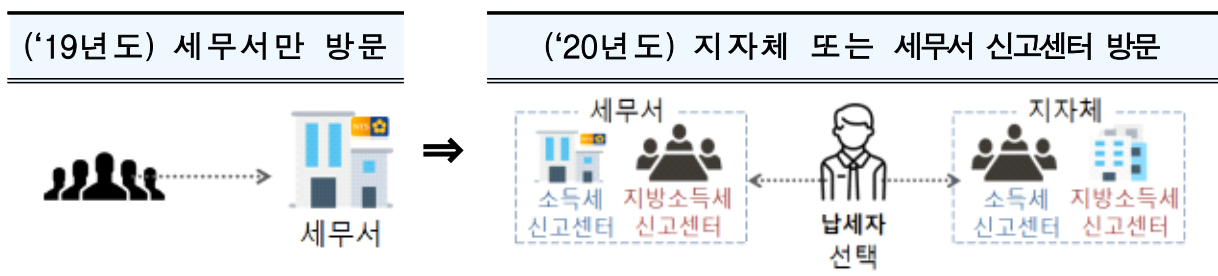 (‘19년도) 세무서만 방문
세무서
⇒
(‘20년도) 지자체 또는 세무서 신고센터 방문
세무서
NTS
소득세
신고센터
지방소득세
신고센터
납세자
선택
지자체
소득세
신고센터
지방소득세
신고센터